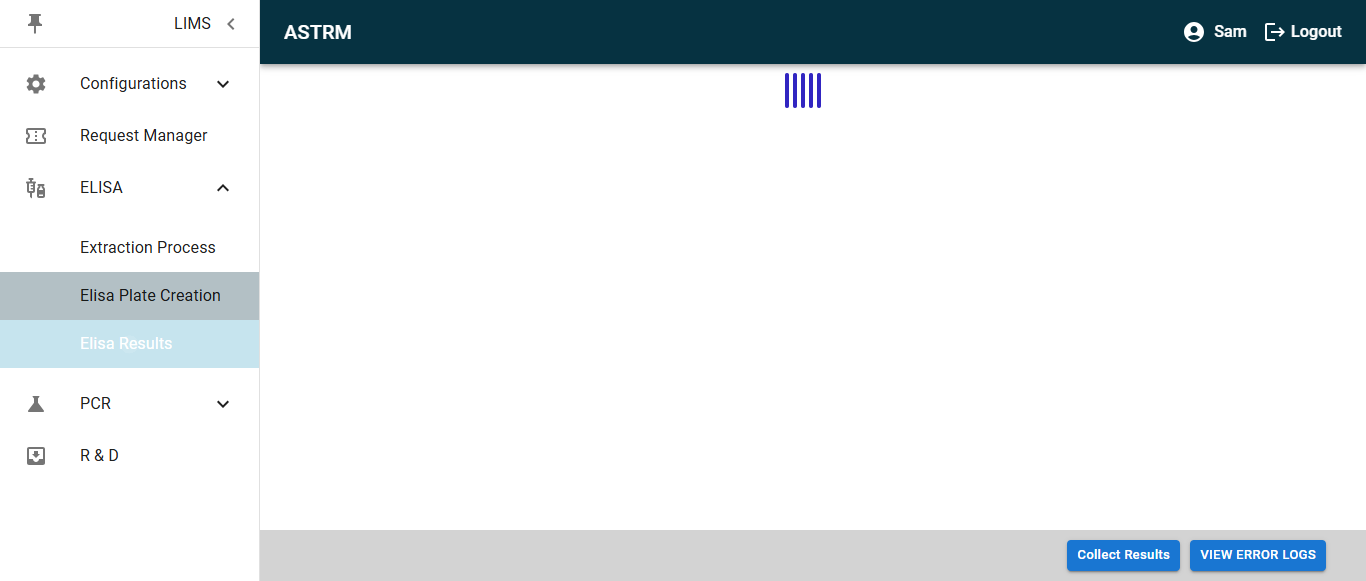 LIMS
ASTRM
Sam
Logout
Configurations
Request Manager
ELISA
Extraction Process
Elisa Plate Creation
Elisa Results
PCR
R & D
Collect Results
VIEW ERROR LOGS